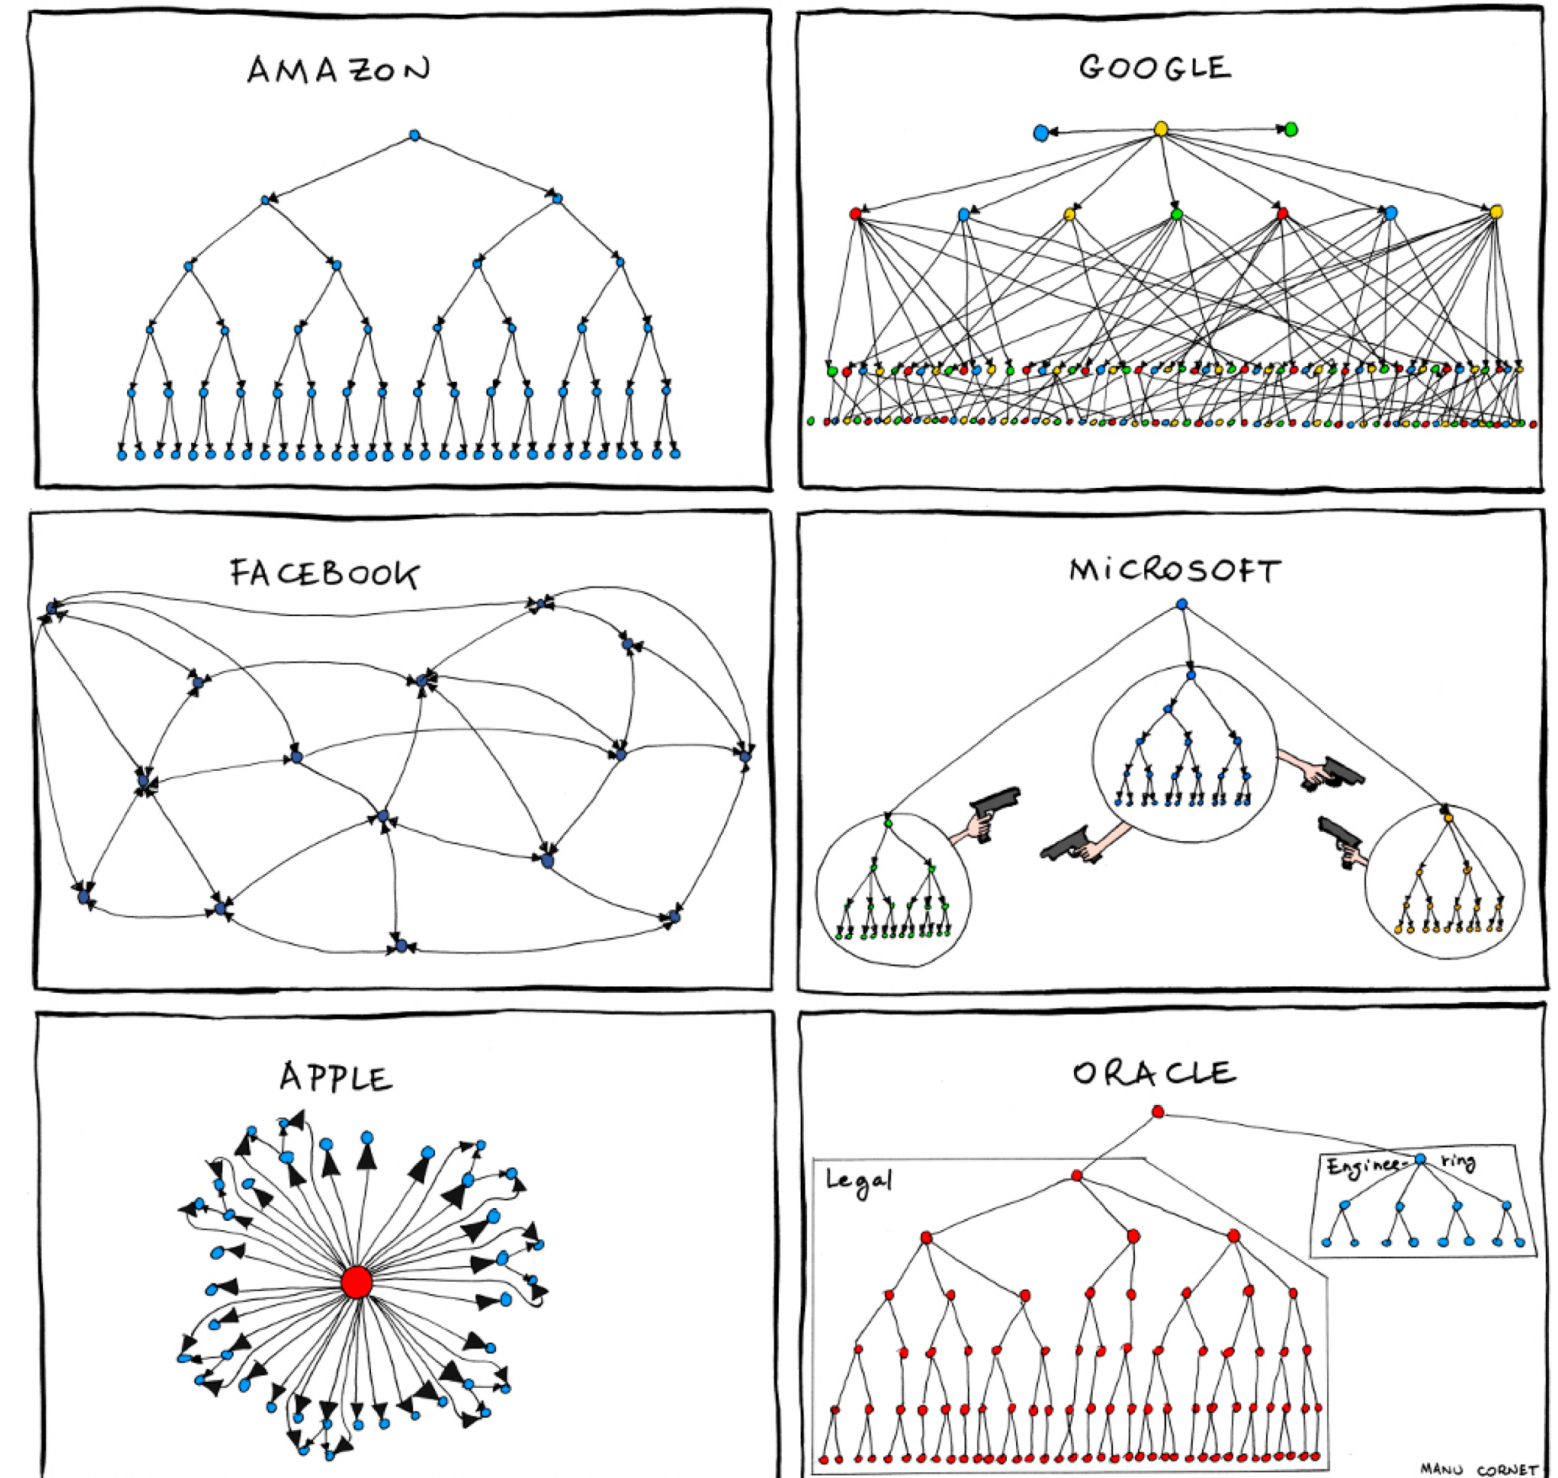 AMAZON
GOOGLE
FACEBOOK
MiCROSOFT
APPLE
ORACLE
Legal
Enginee- ring
MANU CORNET